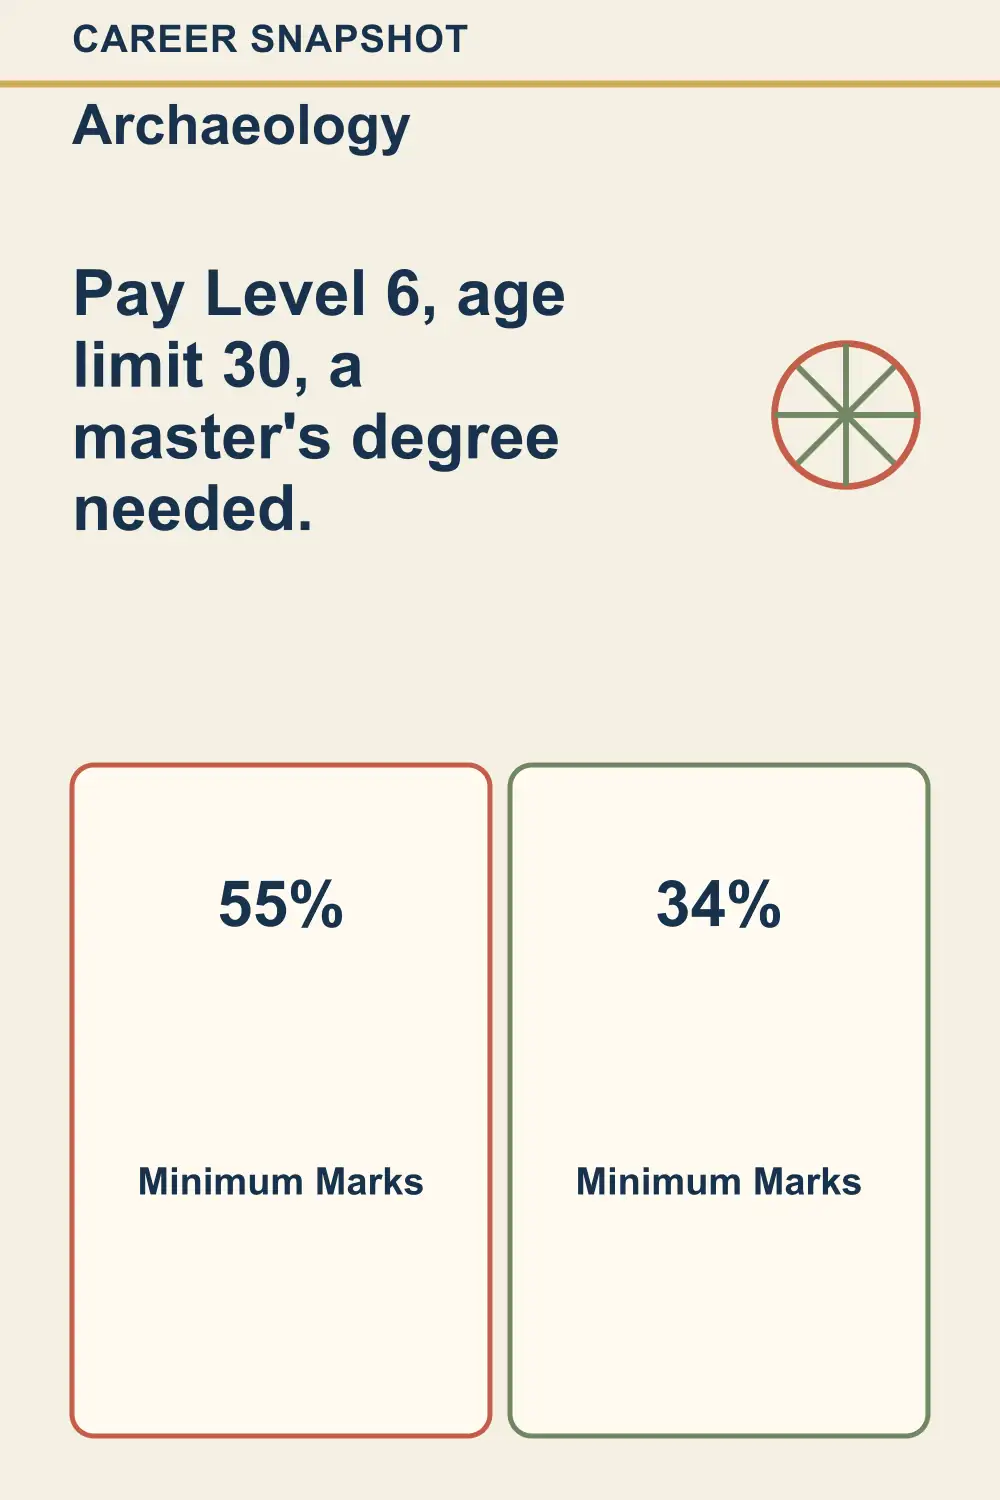 CAREER SNAPSHOT
Archaeology
Pay Level 6, age
limit 30, a
master's degree
needed.
55%
Minimum Marks
34%
Minimum Marks